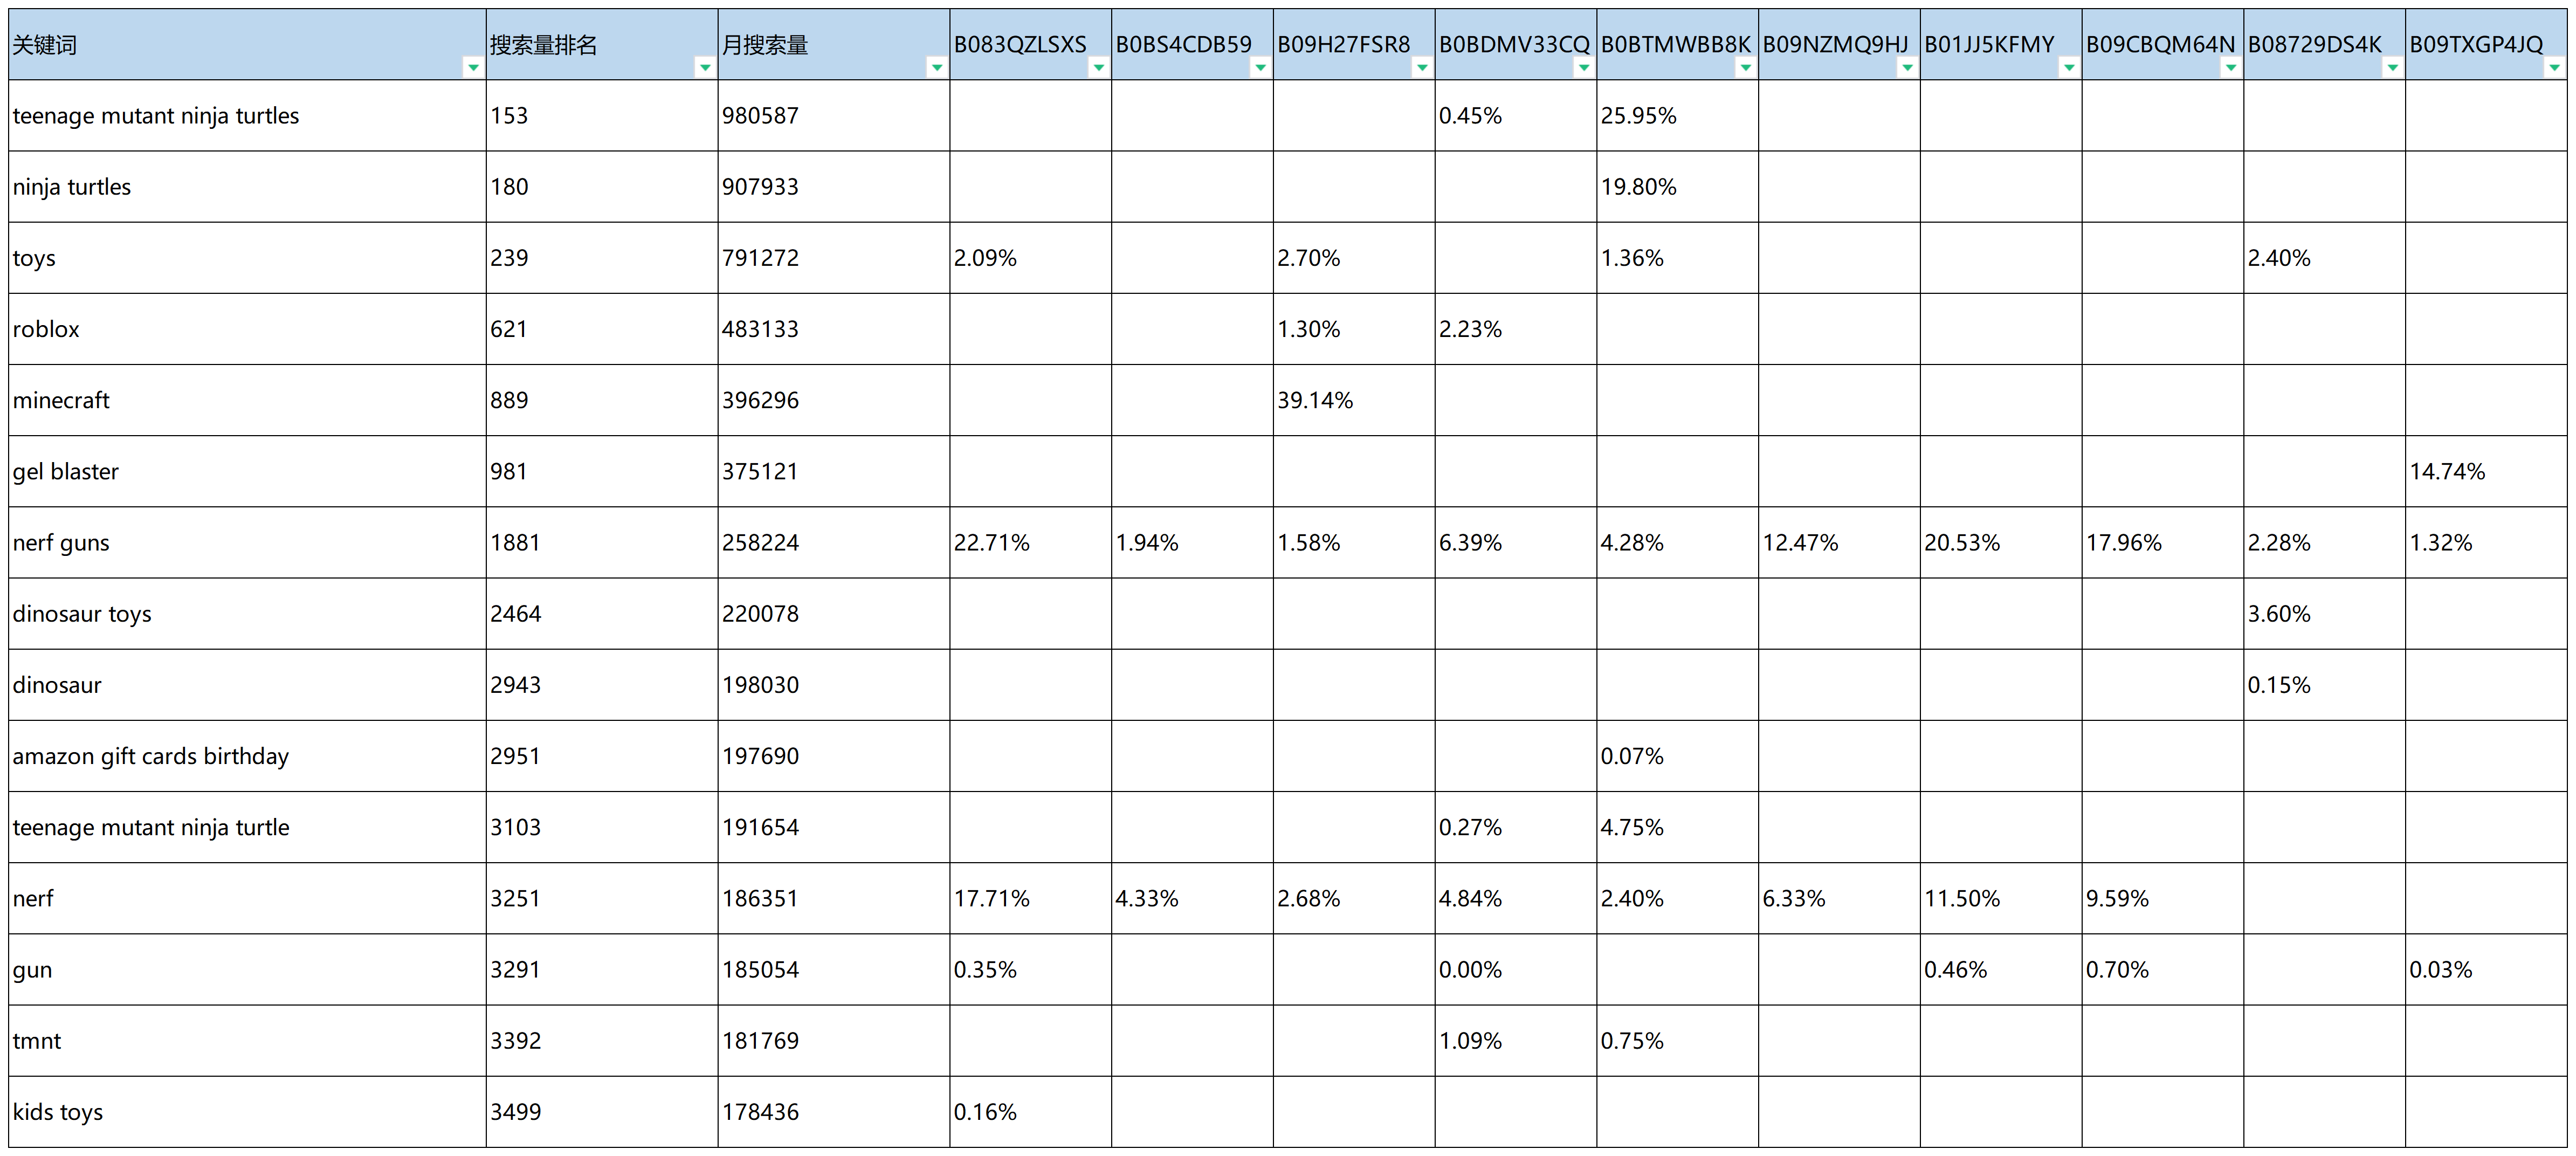 关键词 搜索量排名 月搜索量 B083QZLSXS B0BS4CDB59 B09H27FSR8 B0BDMV33CQ B0BTMWBB8K B09NZMQ9HJ B01JJ5KFMY B09CBQM64N B08729DS4K B09TXGP4JQ
teenage mutant ninja turtles 153 980587 0.45% 25.95%
ninja turtles 180 907933 19.80%
toys 239 791272 2.09% 2.70% 1.36% 2.40%
roblox 621 483133 1.30% 2.23%
minecraft 889 396296 39.14%
gel blaster 981 375121 14.74%
nerf guns 1881 258224 22.71% 1.94% 1.58% 6.39% 4.28% 12.47% 20.53% 17.96% 2.28% 1.32%
dinosaur toys 2464 220078 3.60%
dinosaur 2943 198030 0.15%
amazon gift cards birthday 2951 197690 0.07%
teenage mutant ninja turtle 3103 191654 0.27% 4.75%
nerf 3251 186351 17.71% 4.33% 2.68% 4.84% 2.40% 6.33% 11.50% 9.59%
gun 3291 185054 0.35% 0.00% 0.46% 0.70% 0.03%
tmnt 3392 181769 1.09% 0.75%
kids toys 3499 178436 0.16%